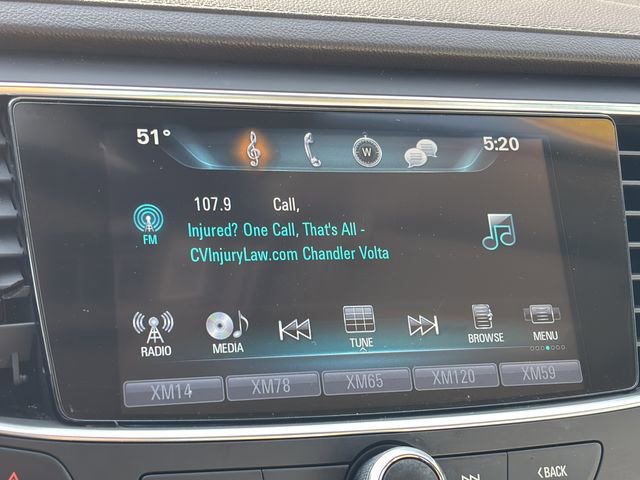 51° W 5:20
107.9 Call,
FM
Injured? One Call, That's All -
CVInjuryLaw.com Chandler Volta
RADIO MEDIA TUNE BROWSE MENU
XM14 XM78 XM65 XM120 XM59
<BACK